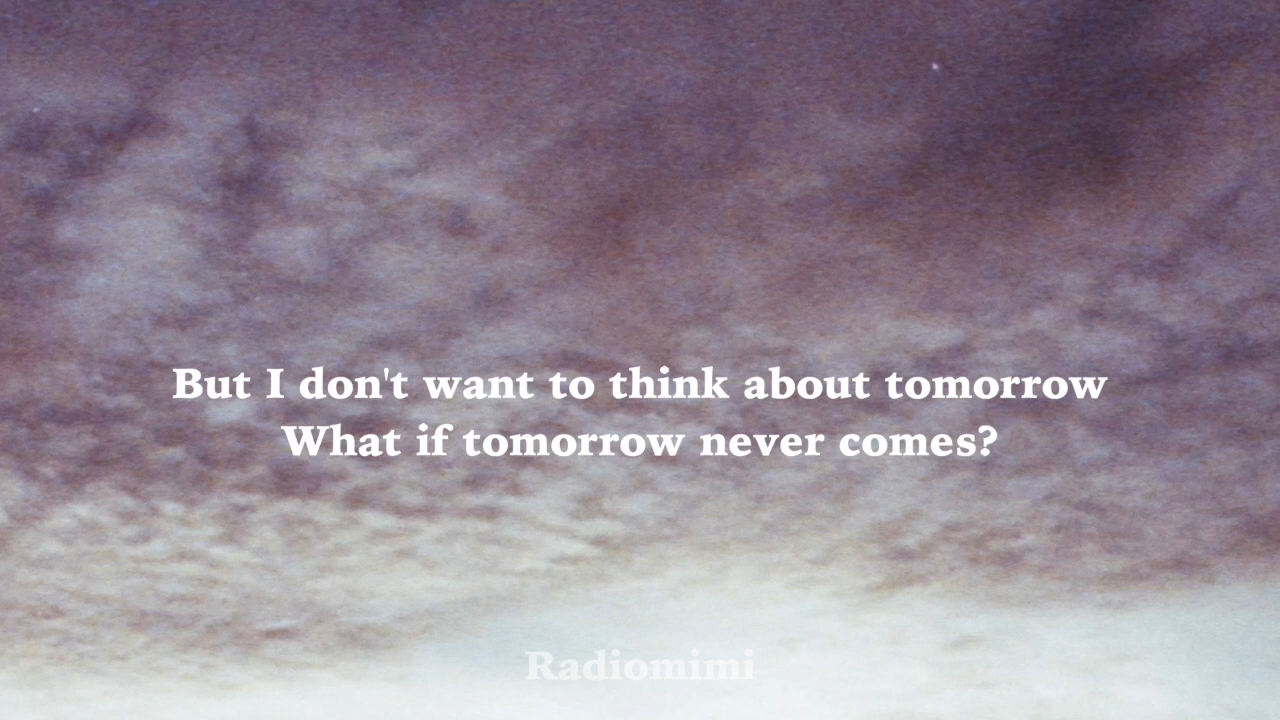 But I don't want to think about tomorrow
What if tomorrow never comes?
Radiomimi